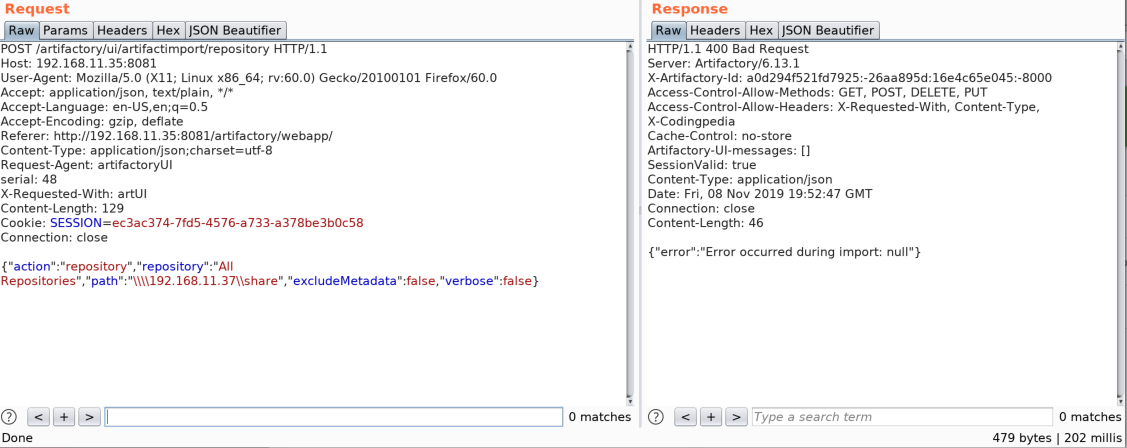 Request
Raw Params Headers Hex JSON Beautifier
POST /artifactory/ui/artifactimport/repository HTTP/1.1
Host: 192.168.11.35:8081
User-Agent: Mozilla/5.0 (X11; Linux x86_64; rv:60.0) Gecko/20100101 Firefox/60.0
Accept: application/json, text/plain, */*
Accept-Language: en-US,en;q=0.5
Accept-Encoding: gzip, deflate
Referer: http://192.168.11.35:8081/artifactory/webapp/
Content-Type: application/json;charset=utf-8
Request-Agent: artifactoryUI
serial: 48
X-Requested-With: artUI
Content-Length: 129
Cookie: SESSION=ec3ac374-7fd5-4576-a733-a378be3b0c58
Connection: close
{"action":"repository","repository":"All
Repositories","path":"\\\\192.168.11.37\\share","excludeMetadata":false,"verbose":false}
? < + > 0 matches
Done
Response
Raw Headers Hex JSON Beautifier
HTTP/1.1 400 Bad Request
Server: Artifactory/6.13.1
X-Artifactory-Id: a0d294f521fd7925:-26aa895d:16e4c65e045:-8000
Access-Control-Allow-Methods: GET, POST, DELETE, PUT
Access-Control-Allow-Headers: X-Requested-With, Content-Type,
X-Codingpedia
Cache-Control: no-store
Artifactory-UI-messages: []
SessionValid: true
Content-Type: application/json
Date: Fri, 08 Nov 2019 19:52:47 GMT
Connection: close
Content-Length: 46
{"error":"Error occurred during import: null"}
? < + > Type a search term 0 matches
479 bytes | 202 millis